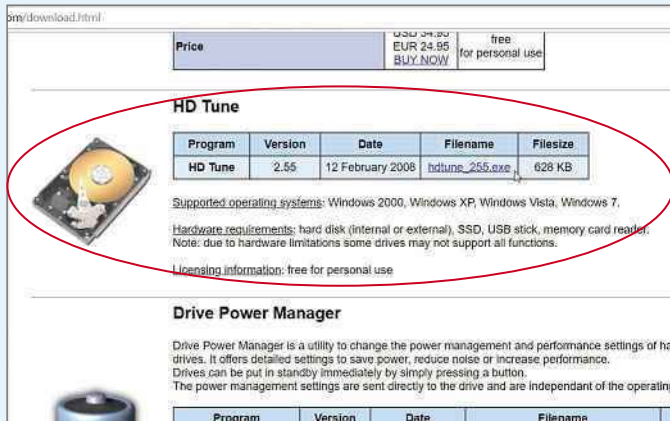 om/download.html
Price
USD 34.95
EUR 24.95
BUY NOW
free
for personal use
HD Tune
Program Version Date Filename Filesize
HD Tune 2.55 12 February 2008 hdtune_255.exe 628 KB
Supported operating systems: Windows 2000, Windows XP, Windows Vista, Windows 7.
Hardware requirements: hard disk (internal or external), SSD, USB stick, memory card reader.
Note: due to hardware limitations some drives may not support all functions.
Licensing information: free for personal use
Drive Power Manager
Drive Power Manager is a utility to change the power management and performance settings of ha
drives. It offers detailed settings to save power, reduce noise or increase performance.
Drives can be put in standby immediately by simply pressing a button.
The power management settings are sent directly to the drive and are independant of the operating
Program Version Date Filename